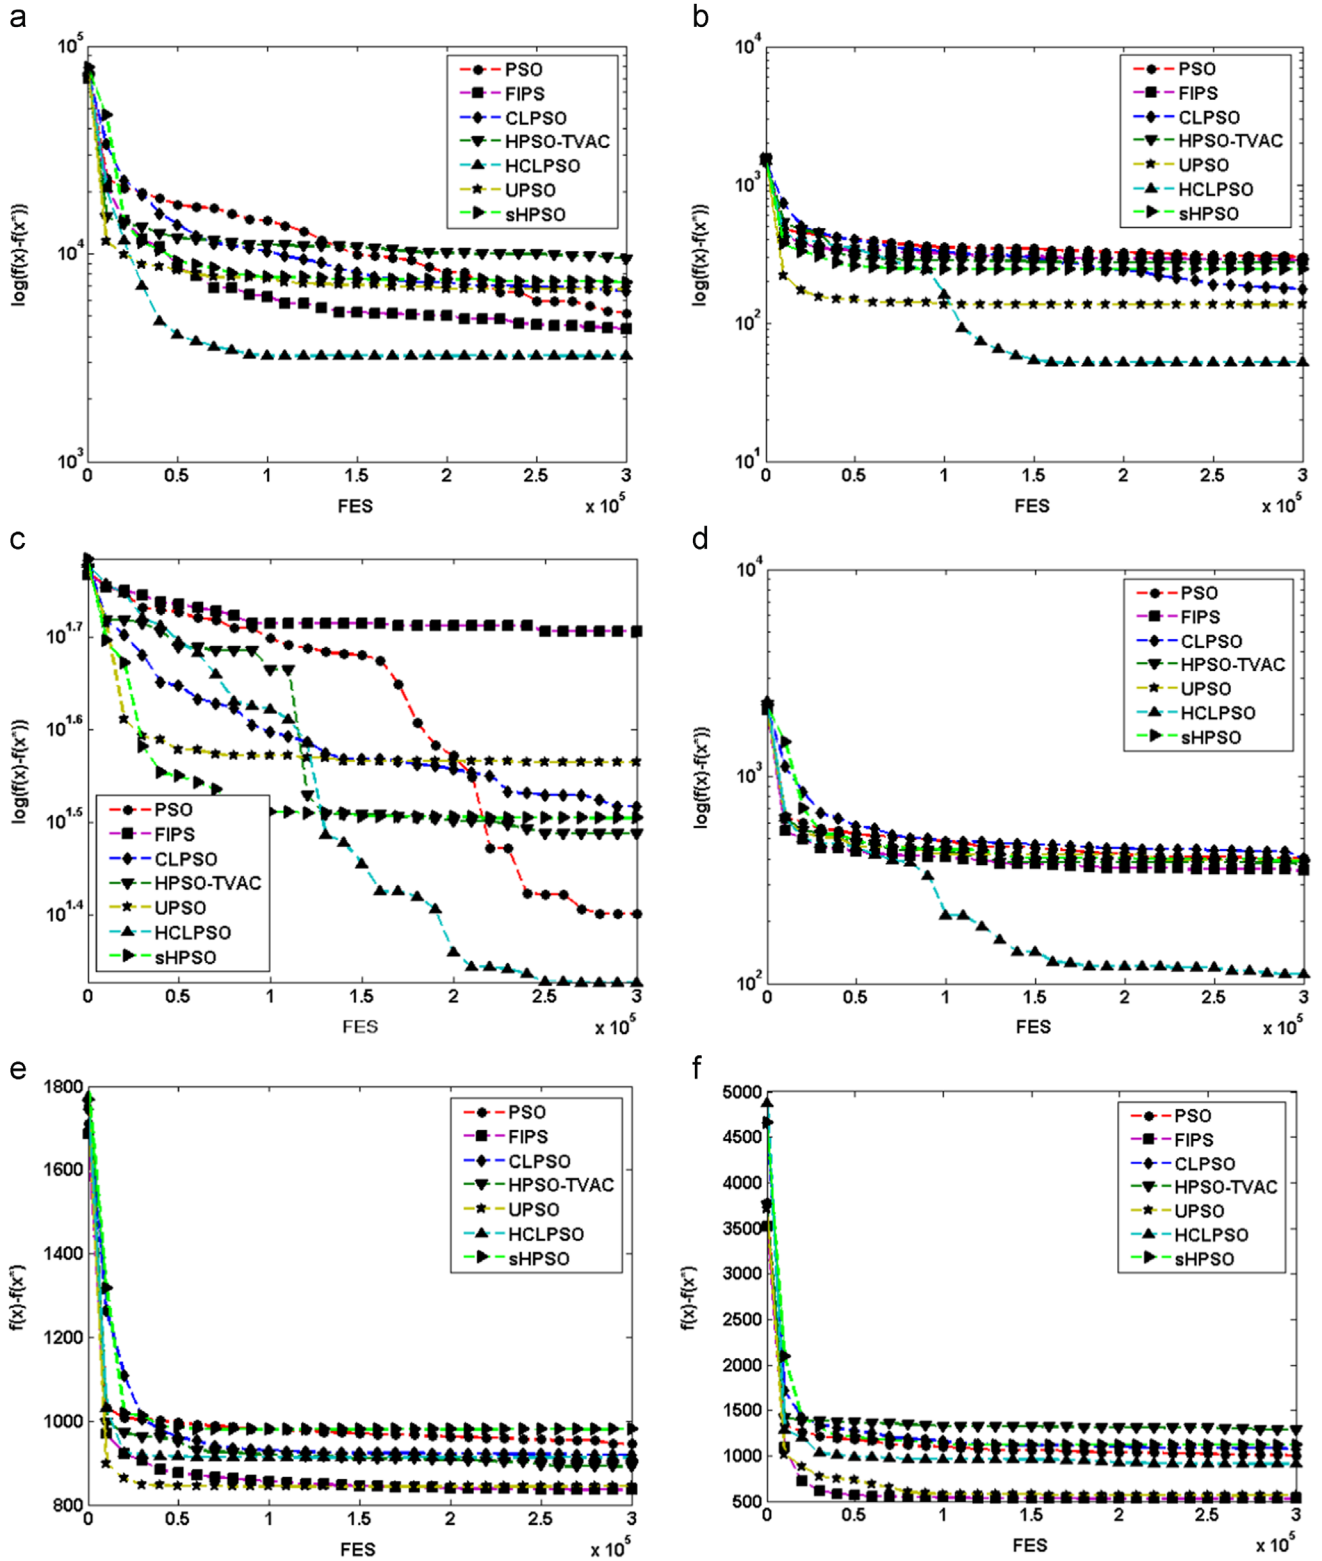 a
10^5
10^4
10^3
log(f(x)-f(x*))
PSO
FIPS
CLPSO
HPSO-TVAC
HCLPSO
UPSO
sHPSO
0 0.5 1 1.5 2 2.5 3
FES
x 10^5
b
10^4
10^3
10^2
10^1
log(f(x)-f(x*))
PSO
FIPS
CLPSO
HPSO-TVAC
UPSO
HCLPSO
sHPSO
0 0.5 1 1.5 2 2.5 3
FES
x 10^5
c
10^1.7
10^1.6
10^1.5
10^1.4
log(f(x)-f(x*))
PSO
FIPS
CLPSO
HPSO-TVAC
UPSO
HCLPSO
sHPSO
0 0.5 1 1.5 2 2.5 3
FES
x 10^5
d
10^4
10^3
10^2
log(f(x)-f(x*))
PSO
FIPS
CLPSO
HPSO-TVAC
UPSO
HCLPSO
sHPSO
0 0.5 1 1.5 2 2.5 3
FES
x 10^5
e
1800
1600
1400
1200
1000
800
f(x)-f(x*)
PSO
FIPS
CLPSO
HPSO-TVAC
UPSO
HCLPSO
sHPSO
0 0.5 1 1.5 2 2.5 3
FES
x 10^5
f
5000
4500
4000
3500
3000
2500
2000
1500
1000
500
f(x)-f(x*)
PSO
FIPS
CLPSO
HPSO-TVAC
UPSO
HCLPSO
sHPSO
0 0.5 1 1.5 2 2.5 3
FES
x 10^5